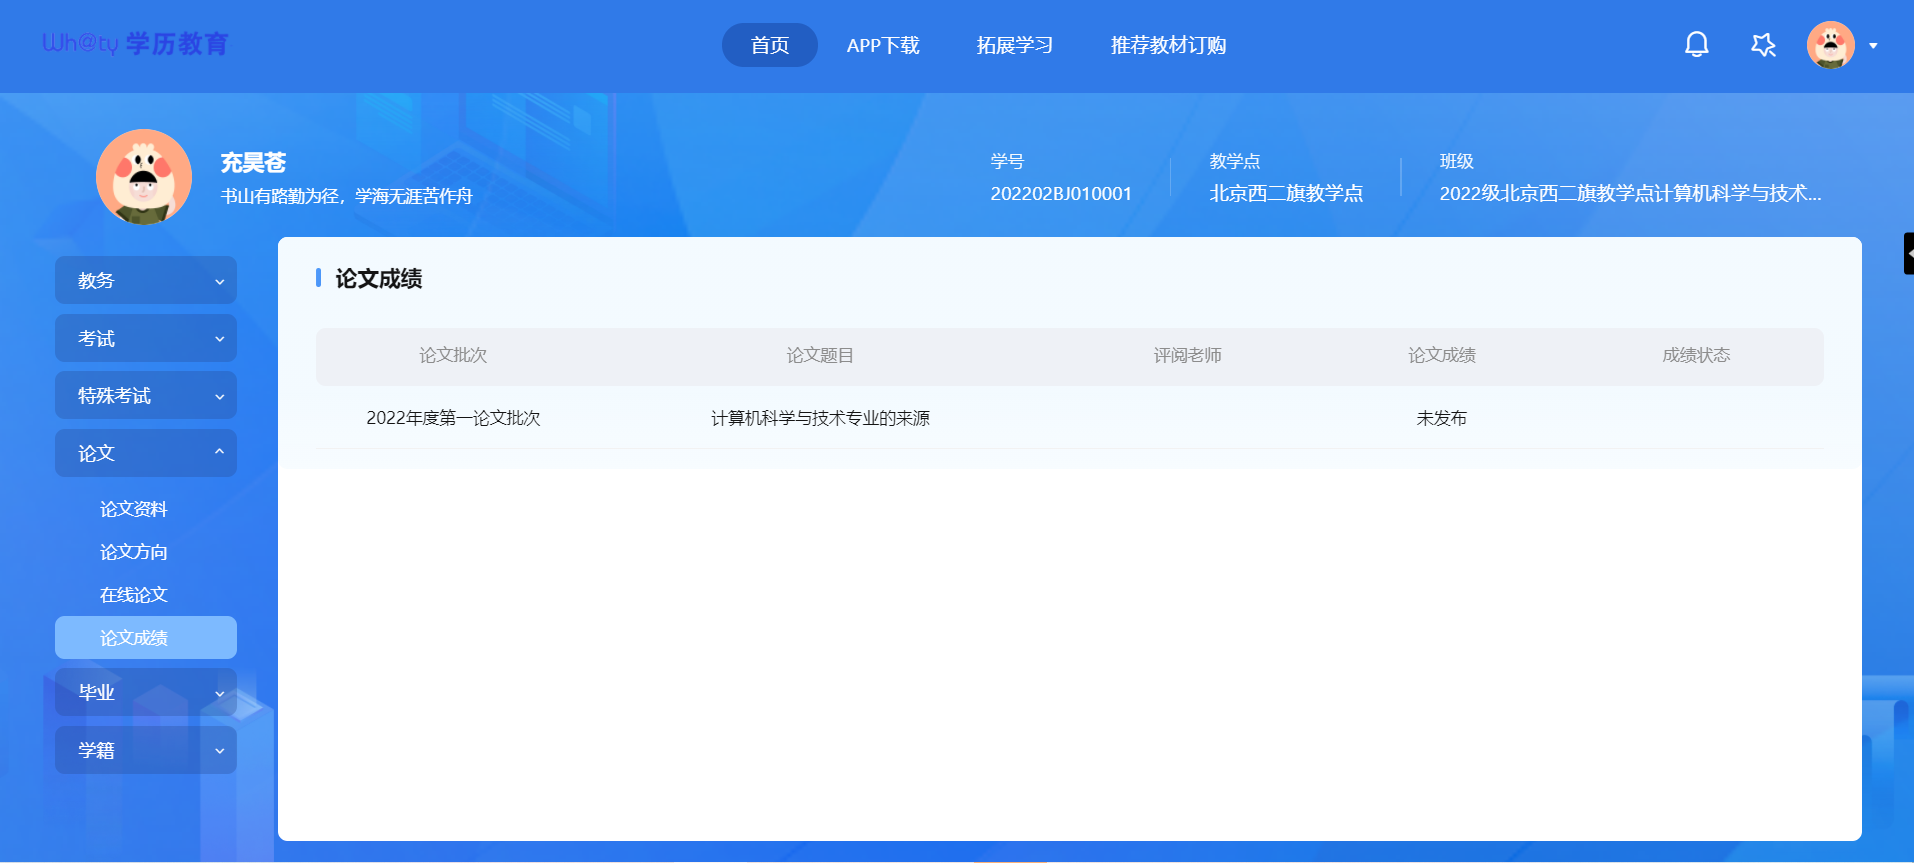 Wh@ty 学历教育
首页 APP下载 拓展学习 推荐教材订购
充昊苍
书山有路勤为径，学海无涯苦作舟
学号 教学点 班级
202202BJ010001 北京西二旗教学点 2022级北京西二旗教学点计算机科学与技术...
教务
考试
特殊考试
论文
论文资料
论文方向
在线论文
论文成绩
毕业
学籍
论文成绩
论文批次 论文题目 评阅老师 论文成绩 成绩状态
2022年度第一论文批次 计算机科学与技术专业的来源 未发布